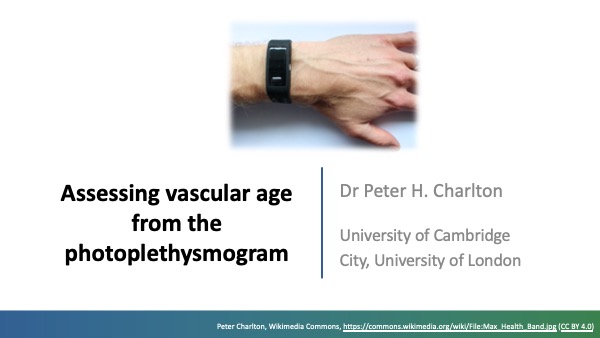 Assessing vascular age
from the
photoplethysmogram
Dr Peter H. Charlton
University of Cambridge
City, University of London
Peter Charlton, Wikimedia Commons, https://commons.wikimedia.org/wiki/File:Max_Health_Band.jpg (CC BY 4.0)